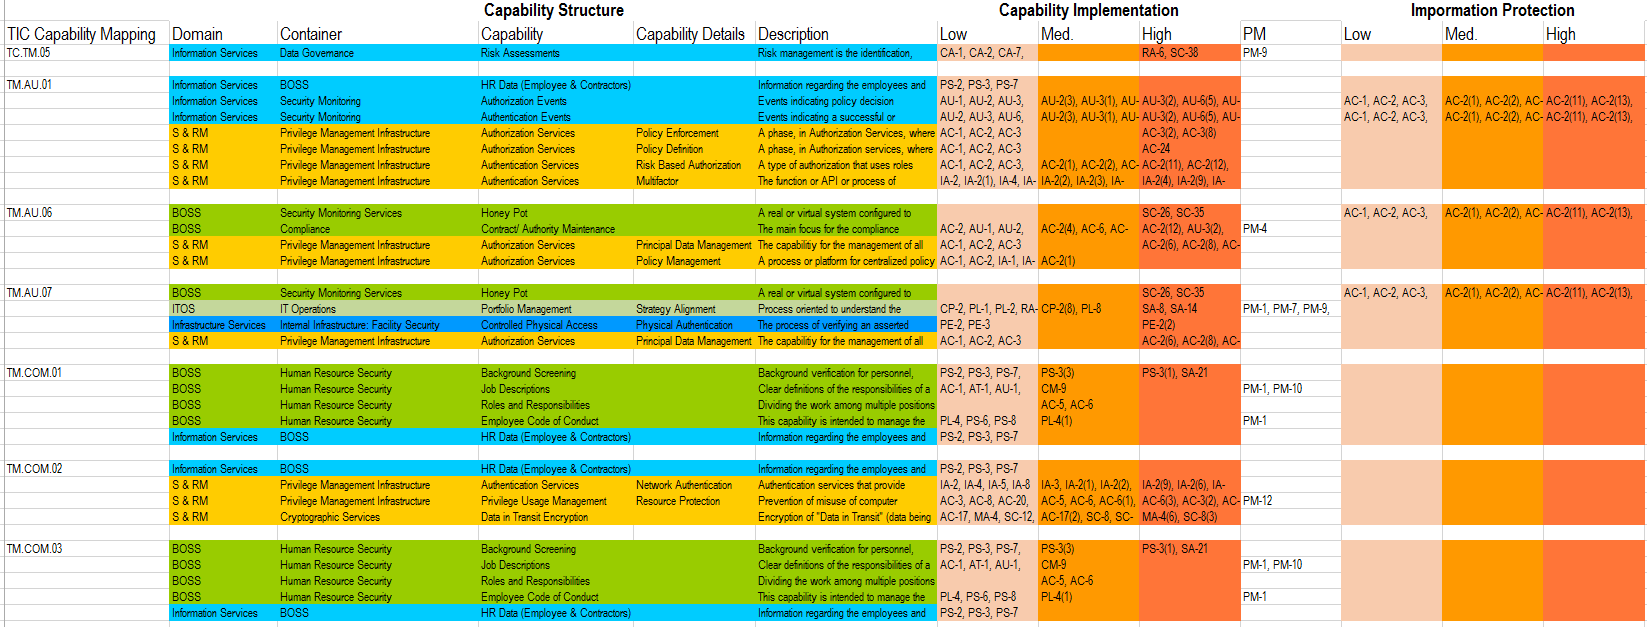 Capability Structure Capability Implementation Impormation Protection
TIC Capability Mapping Domain Container Capability Capability Details Description Low Med. High PM Low Med. High
TC.TM.05 Information Services Data Governance Risk Assessments Risk management is the identification, CA-1, CA-2, CA-7, RA-6, SC-38 PM-9
TM.AU.01 Information Services BOSS HR Data (Employee & Contractors) Information regarding the employees and PS-2, PS-3, PS-7
Information Services Security Monitoring Authorization Events Events indicating policy decision AU-1, AU-2, AU-3, AU-2(3), AU-3(1), AU- AU-3(2), AU-6(5), AU- AC-1, AC-2, AC-3, AC-2(1), AC-2(2), AC- AC-2(11), AC-2(13),
Information Services Security Monitoring Authentication Events Events indicating a successful or AU-2, AU-3, AU-6, AU-2(3), AU-3(1), AU- AU-3(2), AU-6(5), AU- AC-1, AC-2, AC-3, AC-2(1), AC-2(2), AC- AC-2(11), AC-2(13),
S & RM Privilege Management Infrastructure Authorization Services Policy Enforcement A phase, in Authorization Services, where AC-1, AC-2, AC-3 AC-3(2), AC-3(8)
S & RM Privilege Management Infrastructure Authorization Services Policy Definition A phase, in Authorization services, where AC-1, AC-2, AC-3 AC-24
S & RM Privilege Management Infrastructure Authentication Services Risk Based Authorization A type of authorization that uses roles AC-1, AC-2, AC-3, AC-2(1), AC-2(2), AC- AC-2(11), AC-2(12),
S & RM Privilege Management Infrastructure Authentication Services Multifactor The function or API or process of IA-2, IA-2(1), IA-4, IA- IA-2(2), IA-2(3), IA- IA-2(4), IA-2(9), IA-
TM.AU.06 BOSS Security Monitoring Services Honey Pot A real or virtual system configured to SC-26, SC-35 AC-1, AC-2, AC-3, AC-2(1), AC-2(2), AC- AC-2(11), AC-2(13),
BOSS Compliance Contract/ Authority Maintenance The main focus for the compliance AC-2, AU-1, AU-2, AC-2(4), AC-6, AC- AC-2(12), AU-3(2), PM-4
S & RM Privilege Management Infrastructure Authorization Services Principal Data Management The capability for the management of all AC-1, AC-2, AC-3 AC-2(6), AC-2(8), AC-
S & RM Privilege Management Infrastructure Authorization Services Policy Management A process or platform for centralized policy AC-1, AC-2, IA-1, IA- AC-2(1)
TM.AU.07 BOSS Security Monitoring Services Honey Pot A real or virtual system configured to SC-26, SC-35 AC-1, AC-2, AC-3, AC-2(1), AC-2(2), AC- AC-2(11), AC-2(13),
ITOS IT Operations Portfolio Management Strategy Alignment Process oriented to understand the CP-2, PL-1, PL-2, RA- CP-2(8), PL-8 SA-8, SA-14 PM-1, PM-7, PM-9,
Infrastructure Services Internal Infrastructure: Facility Security Controlled Physical Access Physical Authentication The process of verifying an asserted PE-2, PE-3 PE-2(2)
S & RM Privilege Management Infrastructure Authorization Services Principal Data Management The capability for the management of all AC-1, AC-2, AC-3 AC-2(6), AC-2(8), AC-
TM.COM.01 BOSS Human Resource Security Background Screening Background verification for personnel, PS-2, PS-3, PS-7, PS-3(3) PS-3(1), SA-21
BOSS Human Resource Security Job Descriptions Clear definitions of the responsibilities of a AC-1, AT-1, AU-1, CM-9 PM-1, PM-10
BOSS Human Resource Security Roles and Responsibilities Dividing the work among multiple positions AC-5, AC-6
BOSS Human Resource Security Employee Code of Conduct This capability is intended to manage the PL-4, PS-6, PS-8 PL-4(1) PM-1
Information Services BOSS HR Data (Employee & Contractors) Information regarding the employees and PS-2, PS-3, PS-7
TM.COM.02 Information Services BOSS HR Data (Employee & Contractors) Information regarding the employees and PS-2, PS-3, PS-7
S & RM Privilege Management Infrastructure Authentication Services Network Authentication Authentication services that provide IA-2, IA-4, IA-5, IA-8 IA-3, IA-2(1), IA-2(2), IA-2(9), IA-2(6), IA-
S & RM Privilege Management Infrastructure Privilege Usage Management Resource Protection Prevention of misuse of computer AC-3, AC-8, AC-20, AC-5, AC-6, AC-6(1), AC-6(3), AC-3(2), AC- PM-12
S & RM Cryptographic Services Data in Transit Encryption Encryption of "Data in Transit" (data being AC-17, MA-4, SC-12, AC-17(2), SC-8, SC- MA-4(6), SC-8(3)
TM.COM.03 BOSS Human Resource Security Background Screening Background verification for personnel, PS-2, PS-3, PS-7, PS-3(3) PS-3(1), SA-21
BOSS Human Resource Security Job Descriptions Clear definitions of the responsibilities of a AC-1, AT-1, AU-1, CM-9 PM-1, PM-10
BOSS Human Resource Security Roles and Responsibilities Dividing the work among multiple positions AC-5, AC-6
BOSS Human Resource Security Employee Code of Conduct This capability is intended to manage the PL-4, PS-6, PS-8 PL-4(1) PM-1
Information Services BOSS HR Data (Employee & Contractors) Information regarding the employees and PS-2, PS-3, PS-7